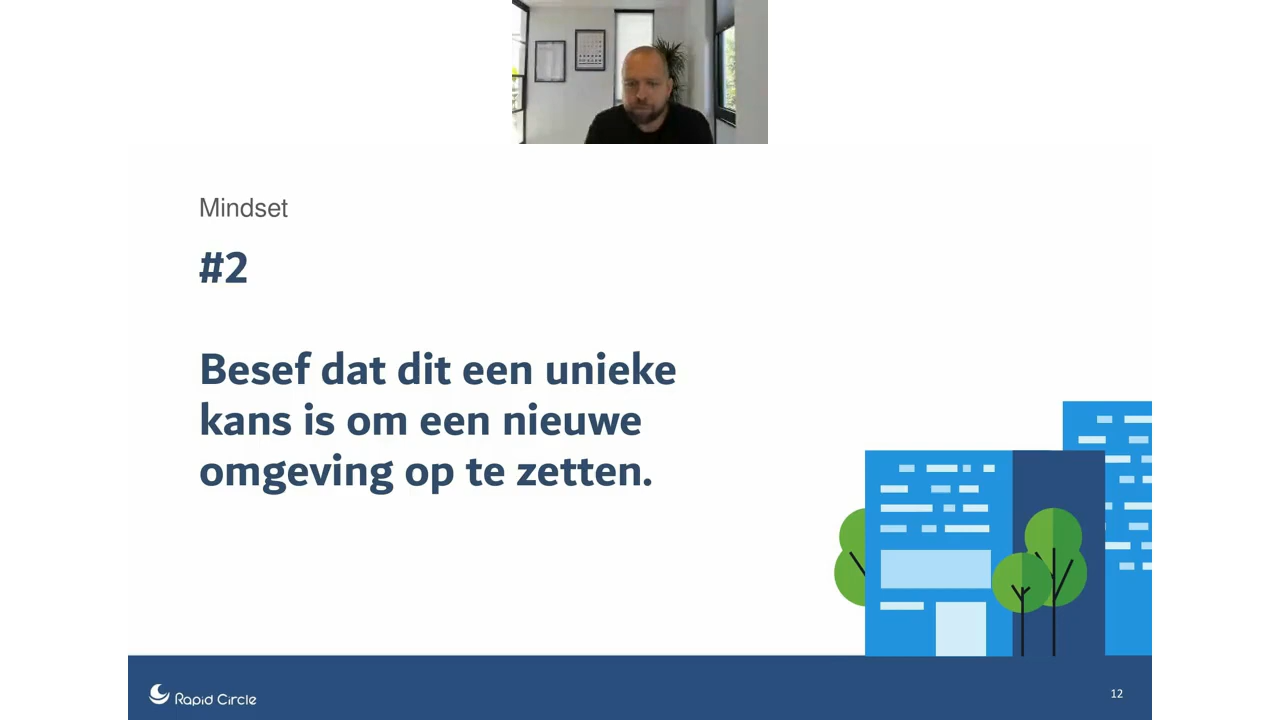 Mindset
#2
Besef dat dit een unieke
kans is om een nieuwe
omgeving op te zetten.
Rapid Circle
12